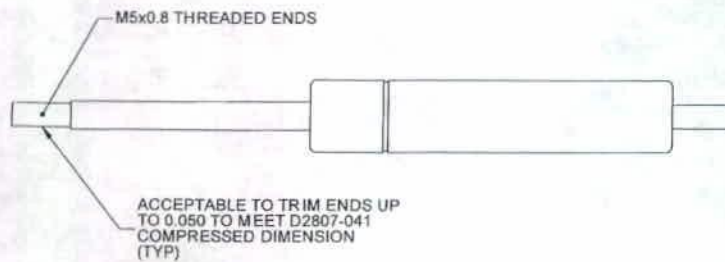 M5x0.8 THREADED ENDS
ACCEPTABLE TO TRIM ENDS UP
TO 0.050 TO MEET D2807-041
COMPRESSED DIMENSION
(TYP)